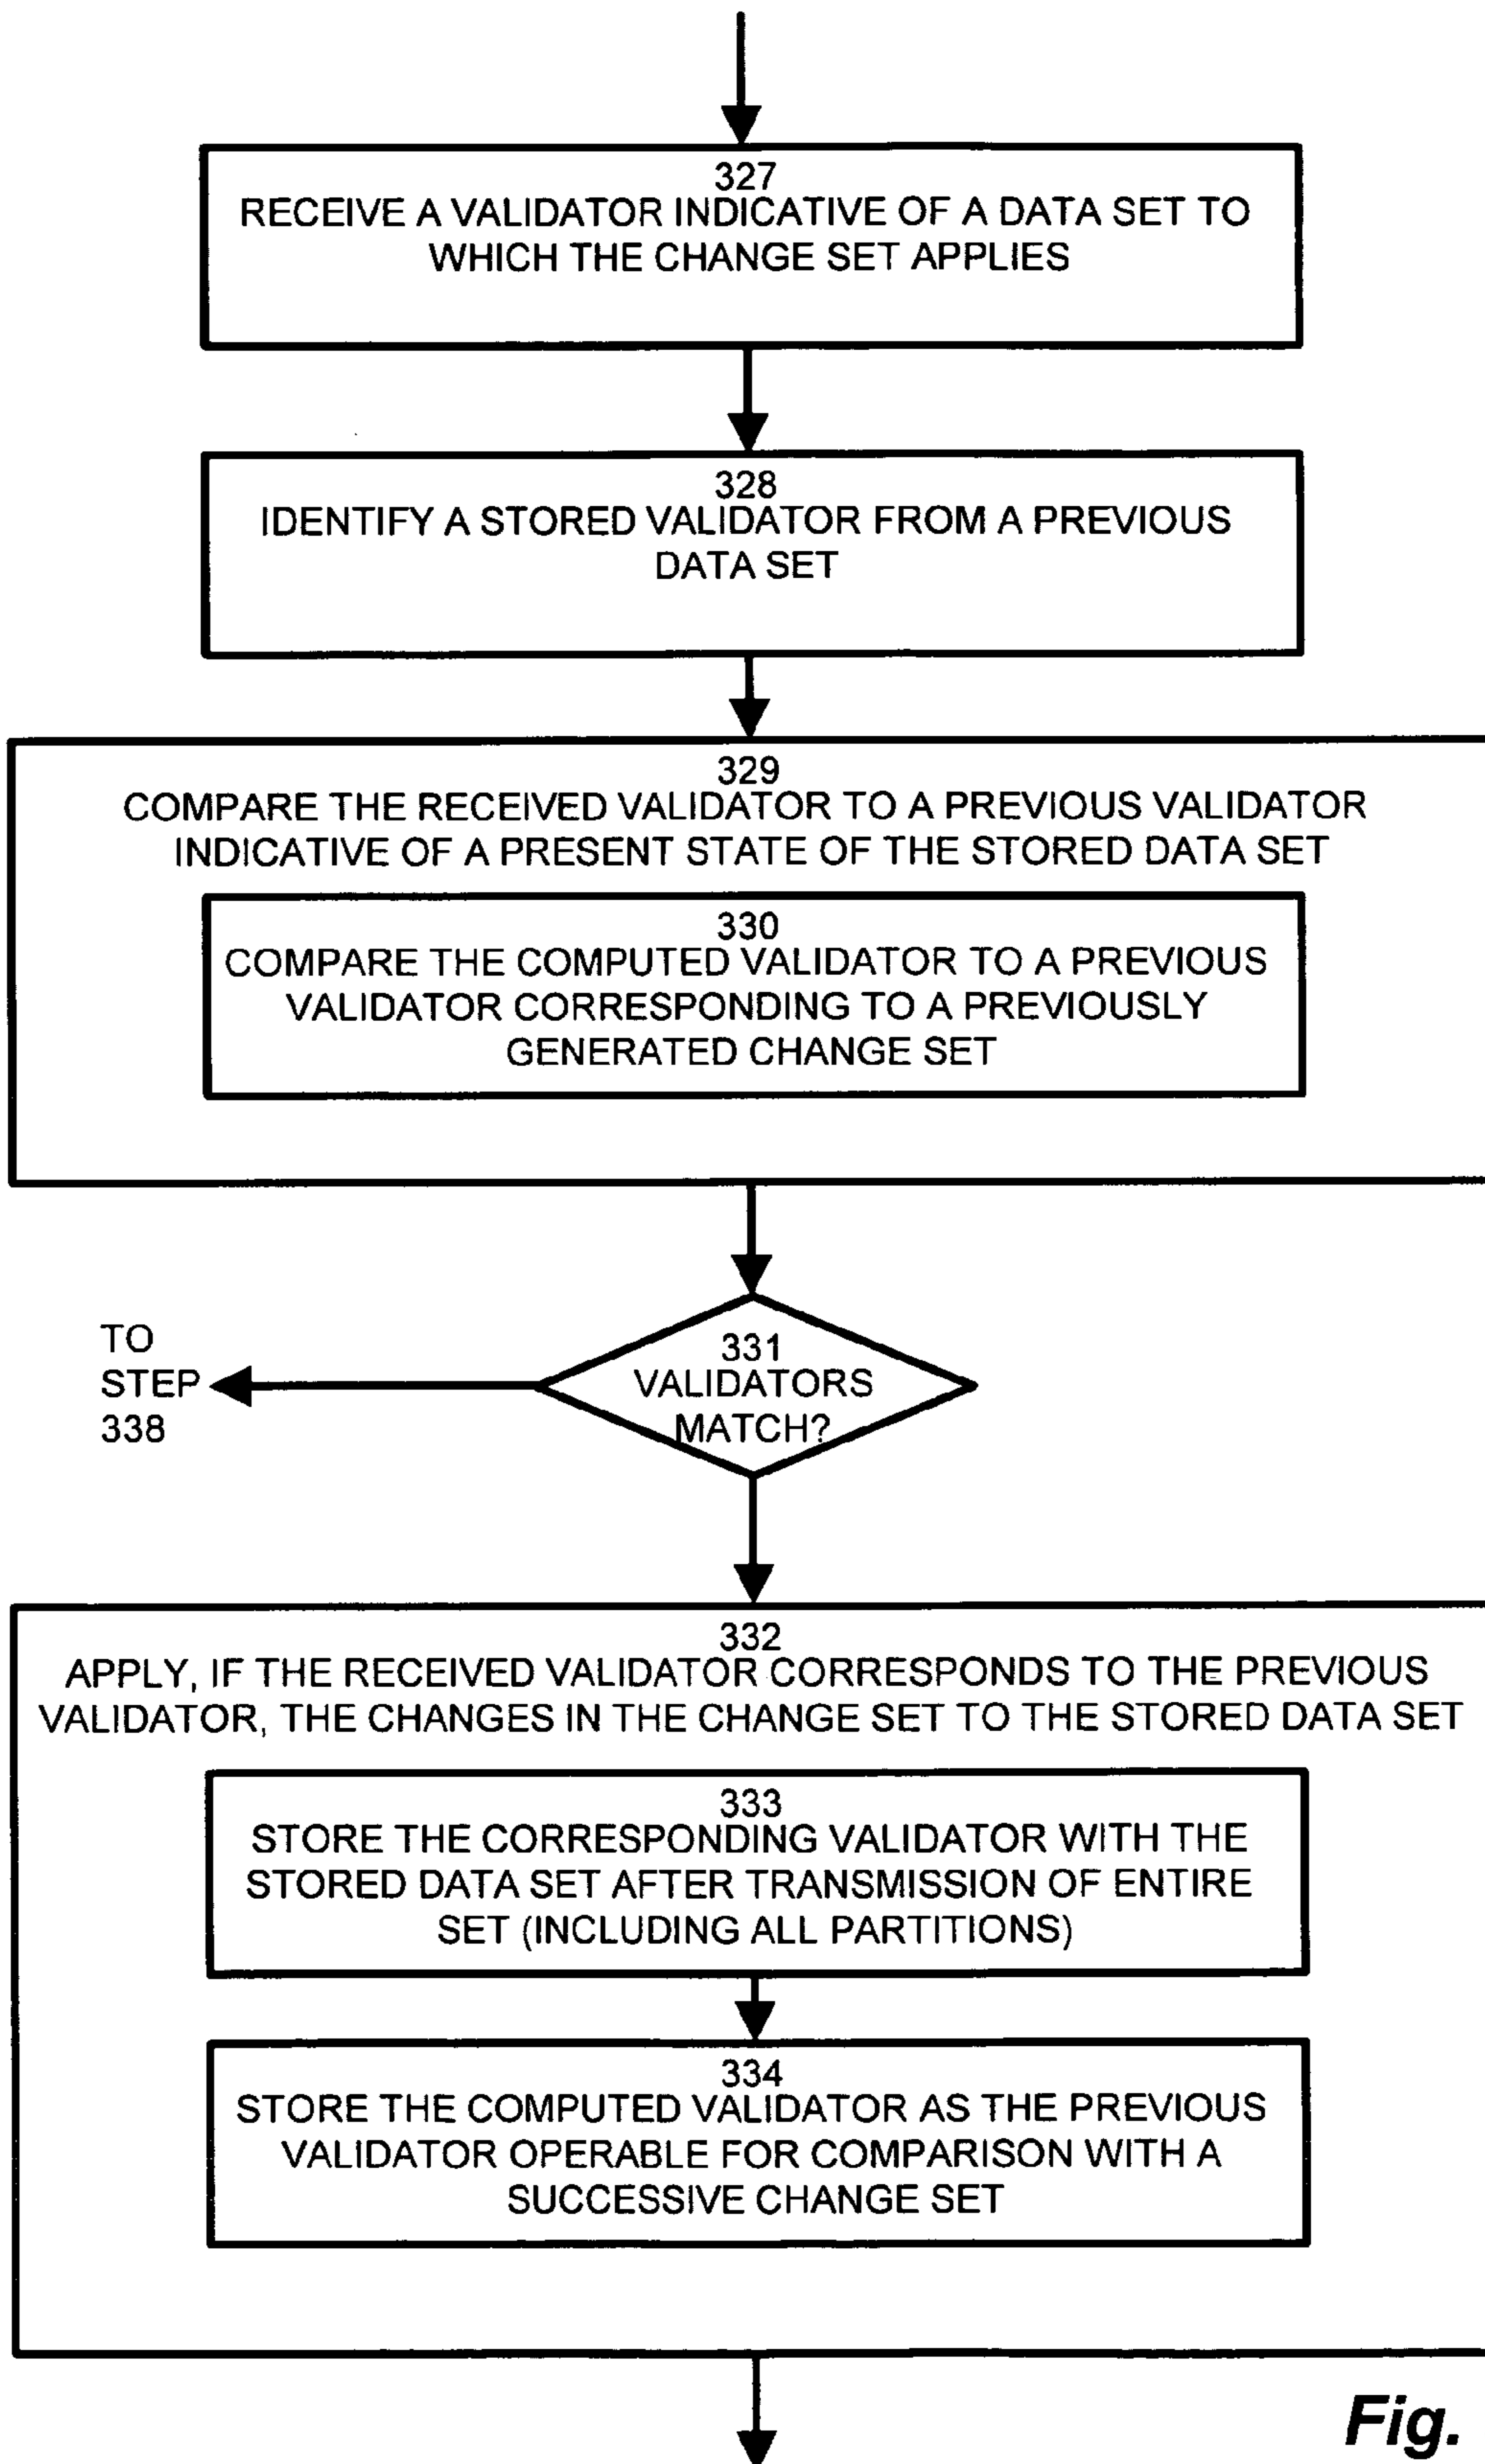 327
RECEIVE A VALIDATOR INDICATIVE OF A DATA SET TO
WHICH THE CHANGE SET APPLIES
328
IDENTIFY A STORED VALIDATOR FROM A PREVIOUS
DATA SET
329
COMPARE THE RECEIVED VALIDATOR TO A PREVIOUS VALIDATOR
INDICATIVE OF A PRESENT STATE OF THE STORED DATA SET
330
COMPARE THE COMPUTED VALIDATOR TO A PREVIOUS
VALIDATOR CORRESPONDING TO A PREVIOUSLY
GENERATED CHANGE SET
TO
STEP
338
331
VALIDATORS
MATCH?
332
APPLY, IF THE RECEIVED VALIDATOR CORRESPONDS TO THE PREVIOUS
VALIDATOR, THE CHANGES IN THE CHANGE SET TO THE STORED DATA SET
333
STORE THE CORRESPONDING VALIDATOR WITH THE
STORED DATA SET AFTER TRANSMISSION OF ENTIRE
SET (INCLUDING ALL PARTITIONS)
334
STORE THE COMPUTED VALIDATOR AS THE PREVIOUS
VALIDATOR OPERABLE FOR COMPARISON WITH A
SUCCESSIVE CHANGE SET
Fig.